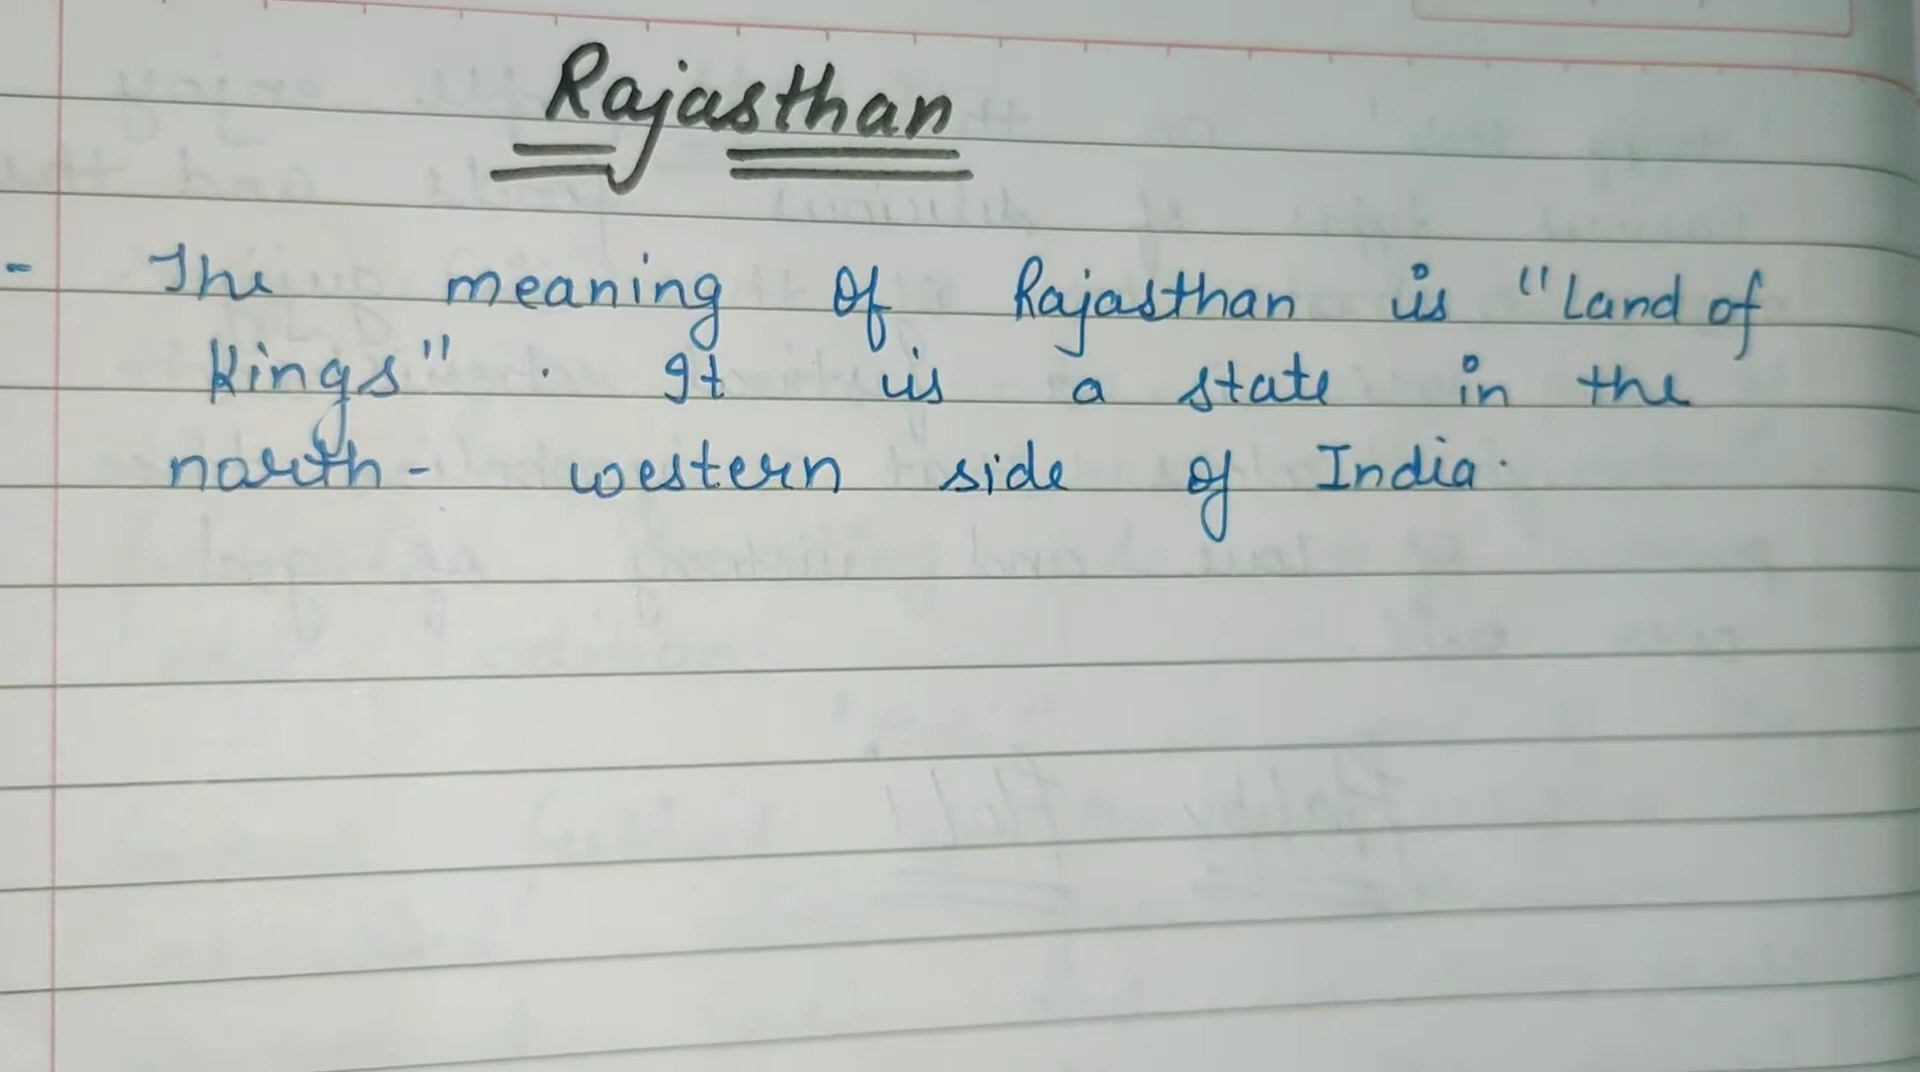 Rajasthan
- The meaning of Rajasthan is "Land of
Kings". It is a state in the
north- western side of India.